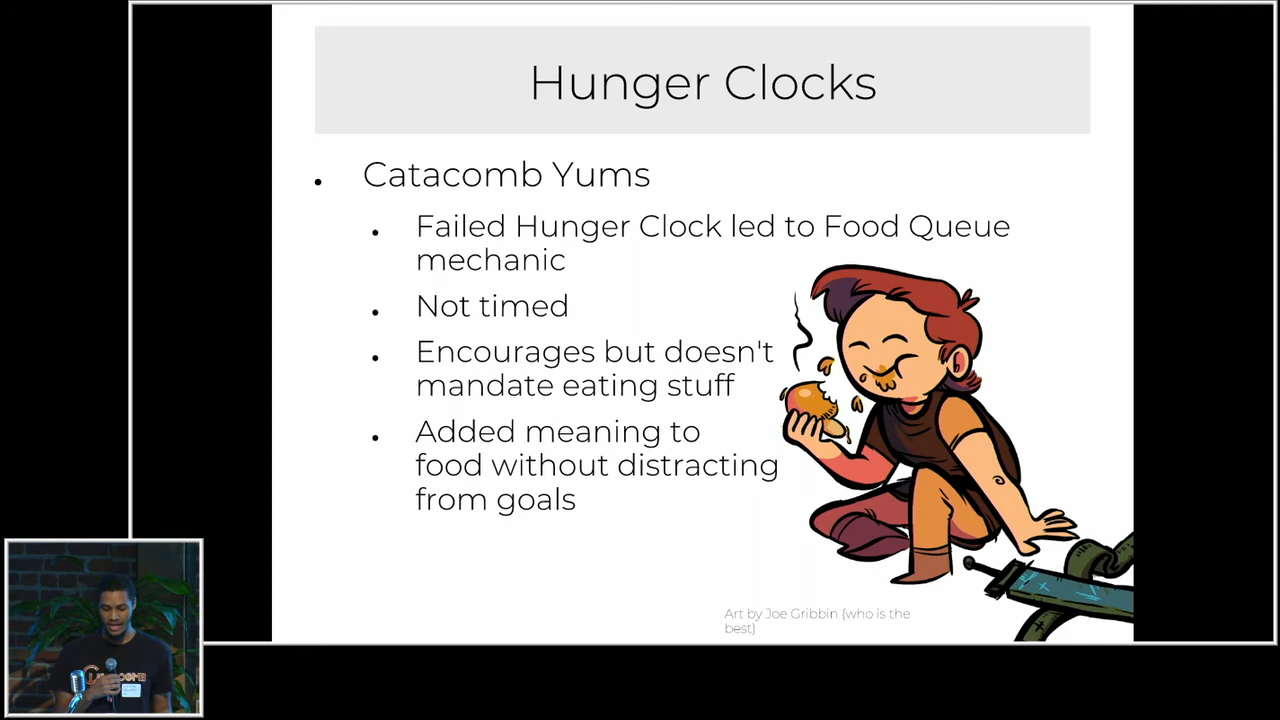 Hunger Clocks
• Catacomb Yums
• Failed Hunger Clock led to Food Queue
mechanic
• Not timed
• Encourages but doesn't
mandate eating stuff
• Added meaning to
food without distracting
from goals
Art by Joe Gribbin (who is the
best)